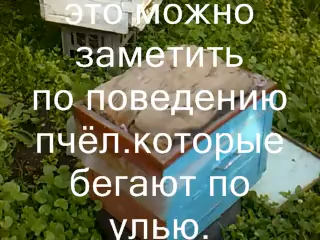 это можно
заметить
по поведению
пчёл.которые
бегают по
улью.